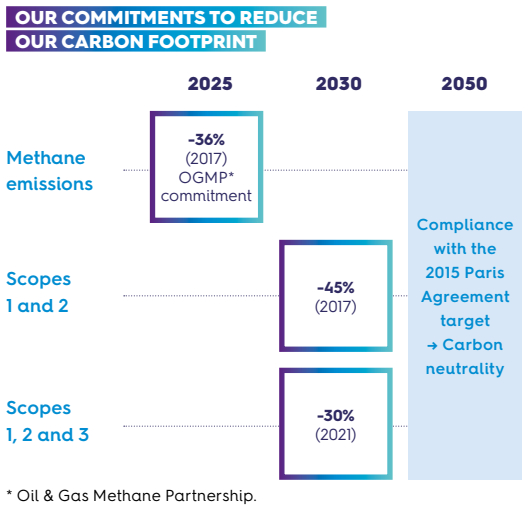 OUR COMMITMENTS TO REDUCE
OUR CARBON FOOTPRINT
2025 2030 2050
Methane
emissions
-36%
(2017)
OGMP*
commitment
Scopes
1 and 2
-45%
(2017)
Scopes
1, 2 and 3
-30%
(2021)
Compliance
with the
2015 Paris
Agreement
target
→ Carbon
neutrality
* Oil & Gas Methane Partnership.